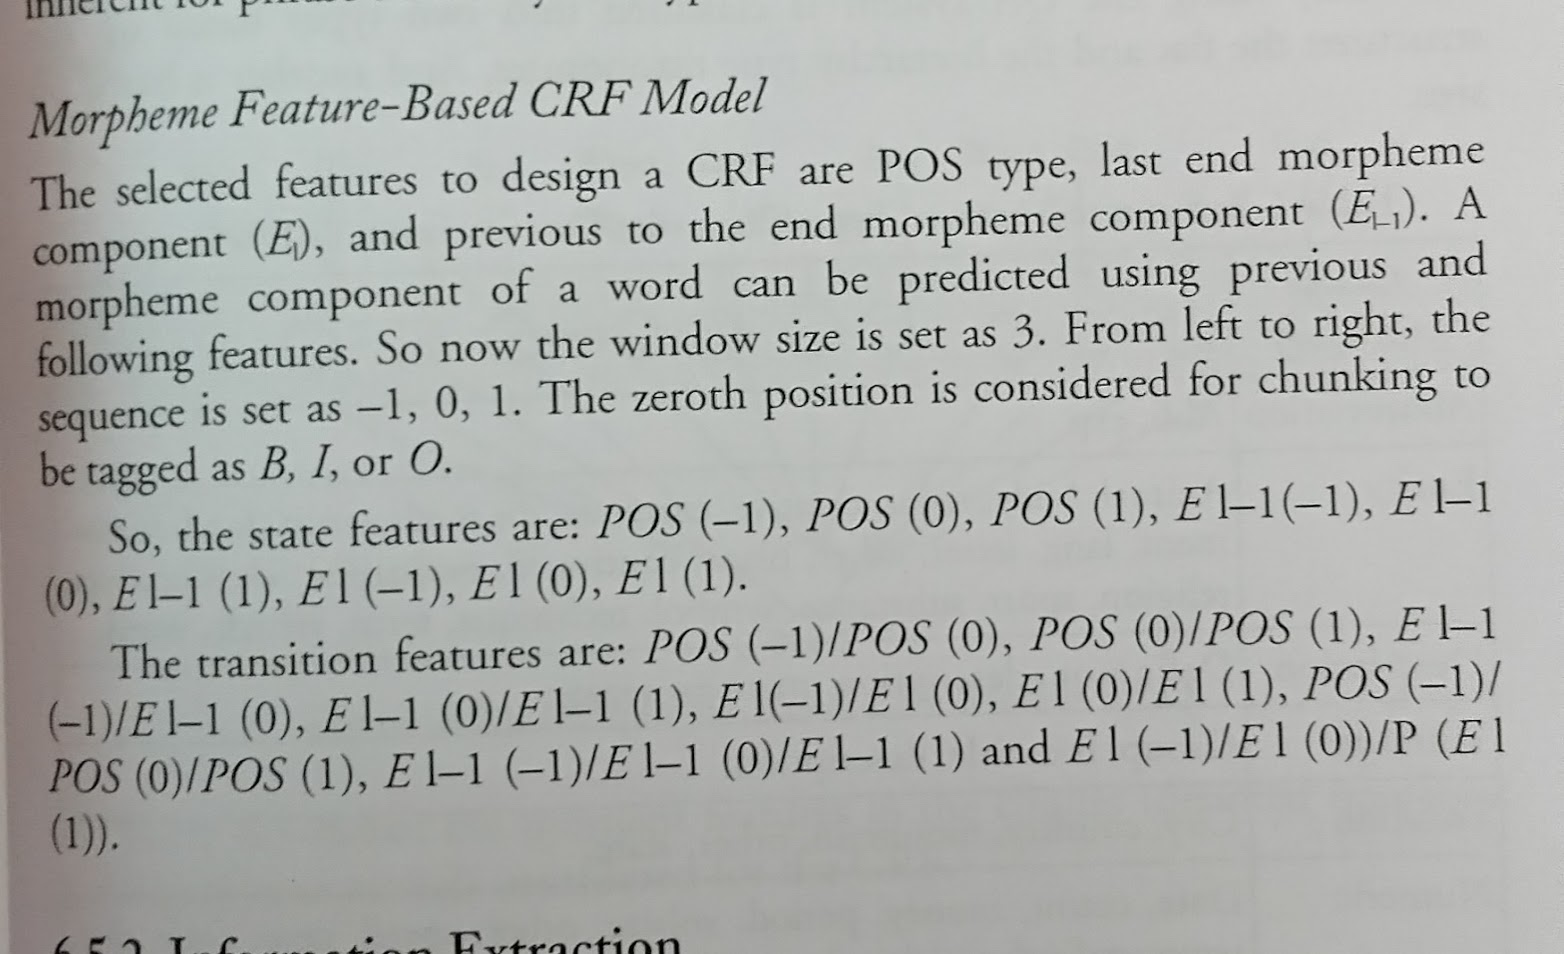 Morpheme Feature-Based CRF Model
The selected features to design a CRF are POS type, last end morpheme
component (Eₗ), and previous to the end morpheme component (Eₗ₋₁). A
morpheme component of a word can be predicted using previous and
following features. So now the window size is set as 3. From left to right, the
sequence is set as –1, 0, 1. The zeroth position is considered for chunking to
be tagged as B, I, or O.
So, the state features are: POS (–1), POS (0), POS (1), E l–1(–1), E l–1
(0), E l–1 (1), E l (–1), E l (0), E l (1).
The transition features are: POS (–1)/POS (0), POS (0)/POS (1), E l–1
(–1)/E l–1 (0), E l–1 (0)/E l–1 (1), E l(–1)/E l (0), E l (0)/E l (1), POS (–1)/
POS (0)/POS (1), E l–1 (–1)/E l–1 (0)/E l–1 (1) and E l (–1)/E l (0))/P (E l
(1)).
6.5.2 Information Extraction